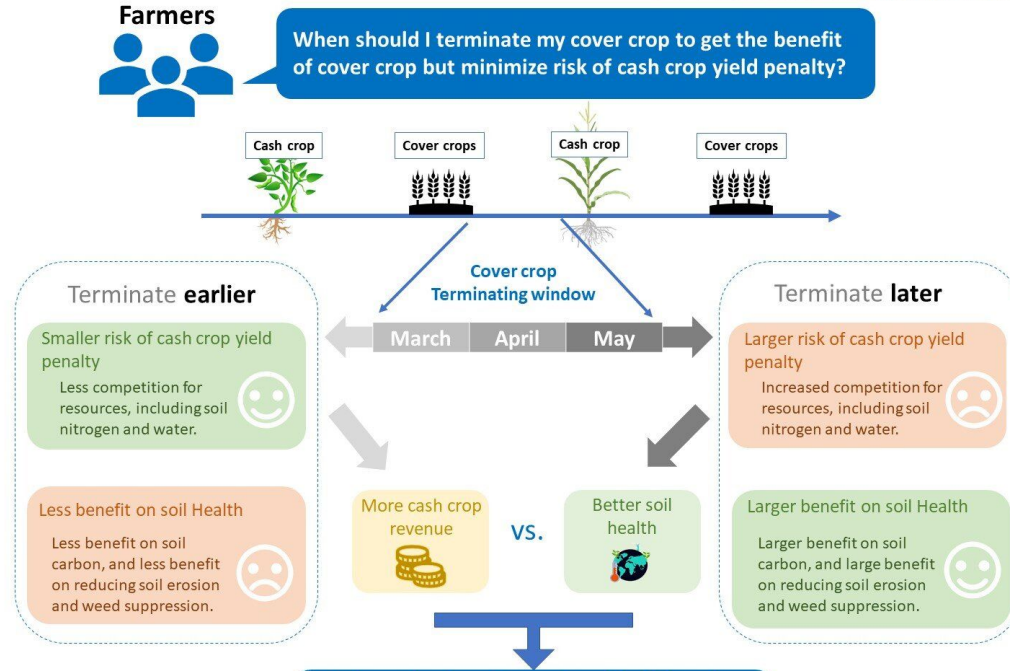 Farmers
When should I terminate my cover crop to get the benefit
of cover crop but minimize risk of cash crop yield penalty?
Cash crop
Cover crops
Cash crop
Cover crops
Cover crop
Terminating window
March
April
May
Terminate earlier
Smaller risk of cash crop yield
penalty
Less competition for
resources, including soil
nitrogen and water.
Less benefit on soil Health
Less benefit on soil
carbon, and less benefit
on reducing soil erosion
and weed suppression.
More cash crop
revenue
vs.
Better soil
health
Terminate later
Larger risk of cash crop yield
penalty
Increased competition for
resources, including soil
nitrogen and water.
Larger benefit on soil Health
Larger benefit on soil
carbon, and large benefit
on reducing soil erosion
and weed suppression.